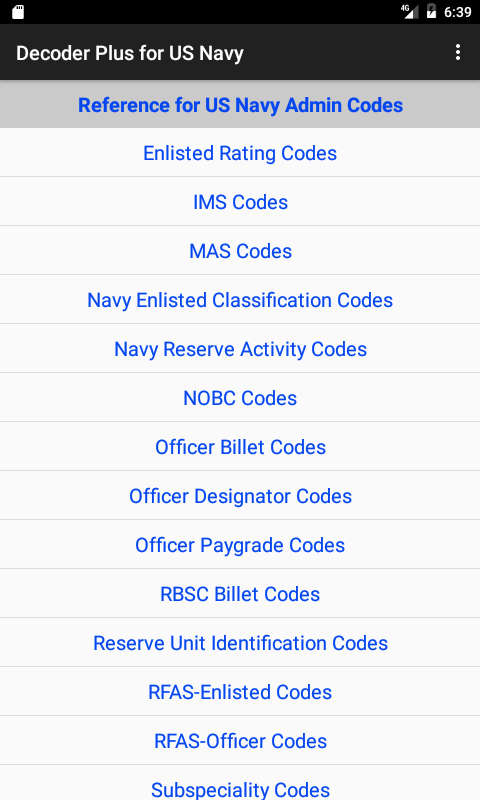 4G 6:39
Decoder Plus for US Navy
Reference for US Navy Admin Codes
Enlisted Rating Codes
IMS Codes
MAS Codes
Navy Enlisted Classification Codes
Navy Reserve Activity Codes
NOBC Codes
Officer Billet Codes
Officer Designator Codes
Officer Paygrade Codes
RBSC Billet Codes
Reserve Unit Identification Codes
RFAS-Enlisted Codes
RFAS-Officer Codes
Subspeciality Codes